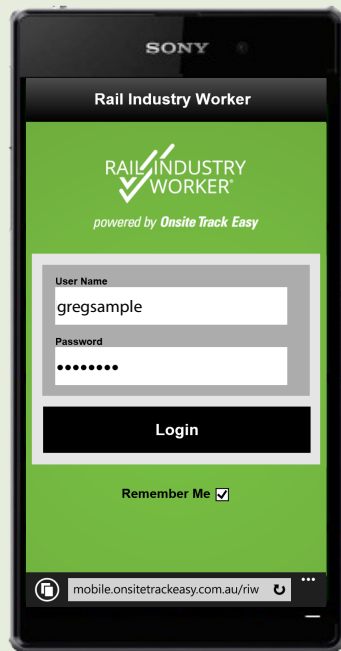 SONY
Rail Industry Worker
RAIL INDUSTRY
WORKER®
powered by Onsite Track Easy
User Name
gregsample
Password
••••••••
Login
Remember Me
mobile.onsitetrackeasy.com.au/riw